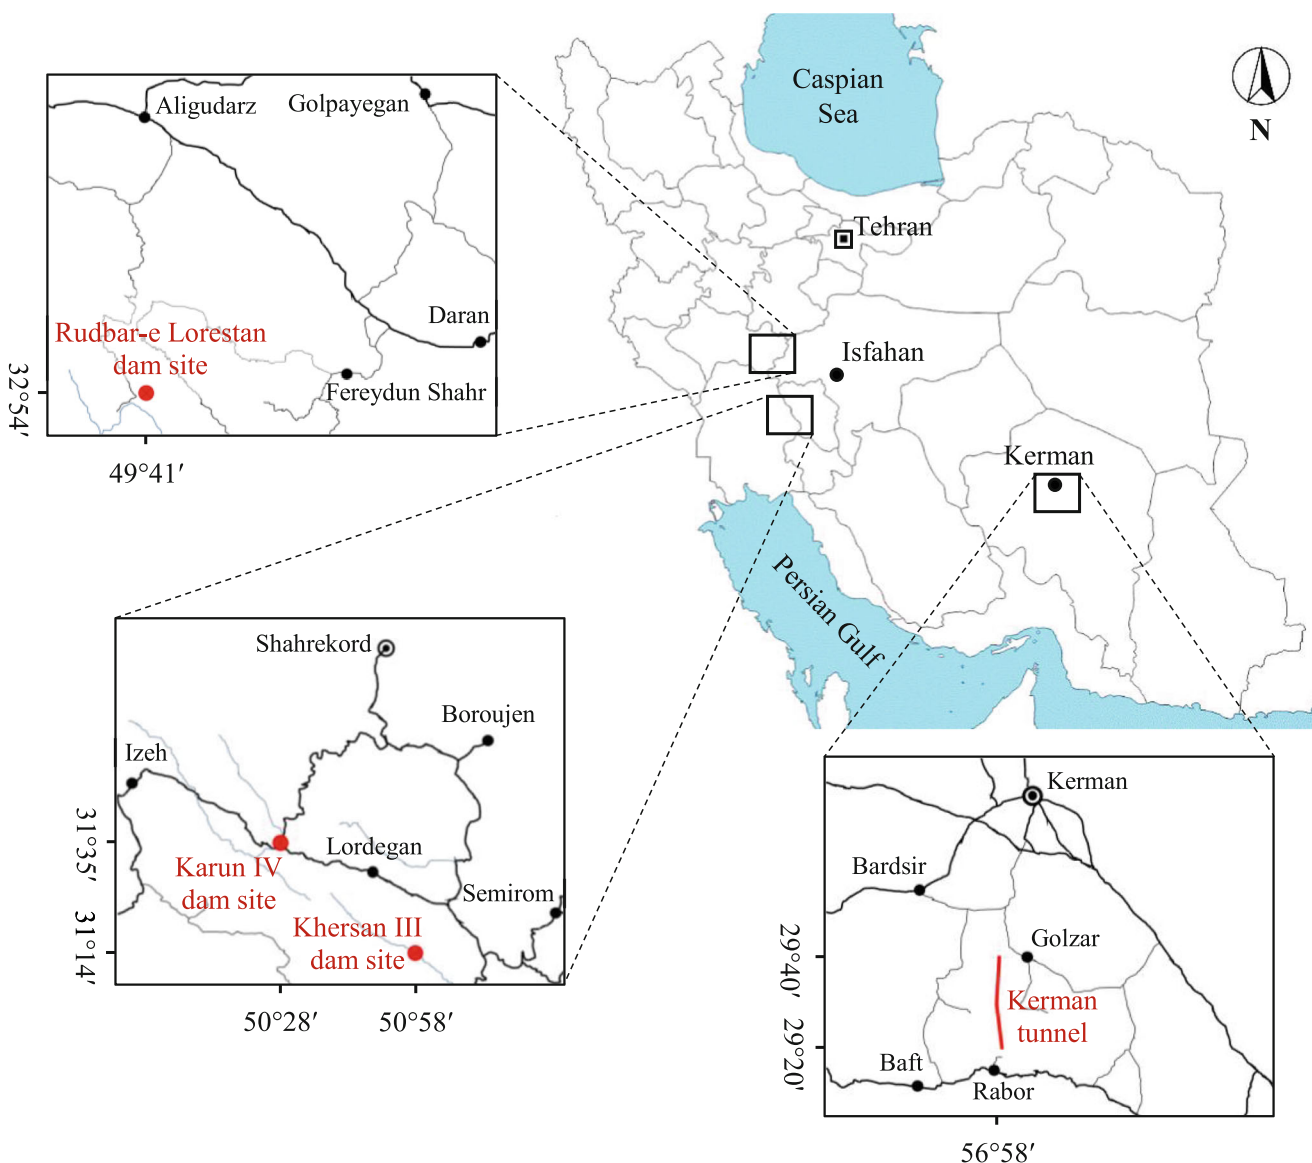 Caspian
Sea
N
Tehran
Isfahan
Kerman
Persian Gulf
Aligudarz
Golpayegan
Daran
Rudbar-e Lorestan
dam site
Fereydun Shahr
32°54′
49°41′
Shahrekord
Boroujen
Izeh
Lordegan
Karun IV
dam site
Semirom
Khersan III
dam site
31°35′
31°14′
50°28′
50°58′
Kerman
Bardsir
Golzar
Kerman
tunnel
Baft
Rabor
29°40′
29°20′
56°58′